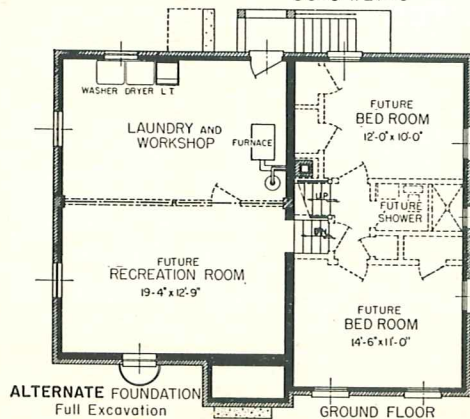 WASHER DRYER L.T.
LAUNDRY AND
WORKSHOP
FURNACE
FUTURE
BED ROOM
12'-0" x 10'-0"
UP
FUTURE
SHOWER
DN
FUTURE
RECREATION ROOM
19'-4" x 12'-9"
FUTURE
BED ROOM
14'-6" x 11'-0"
ALTERNATE FOUNDATION
Full Excavation
GROUND FLOOR